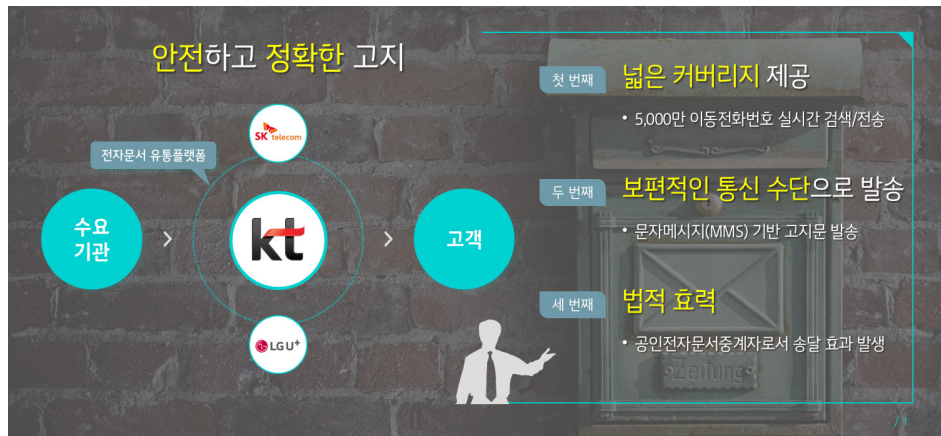 안전하고 정확한 고지
SK telecom
전자문서 유통플랫폼
수요
기관
>
kt
>
고객
LG U+
첫 번째
넓은 커버리지 제공
• 5,000만 이동전화번호 실시간 검색/전송
두 번째
보편적인 통신 수단으로 발송
• 문자메시지(MMS) 기반 고지문 발송
세 번째
법적 효력
• 공인전자문서중계자로서 송달 효과 발생
Zeitung
/ 1